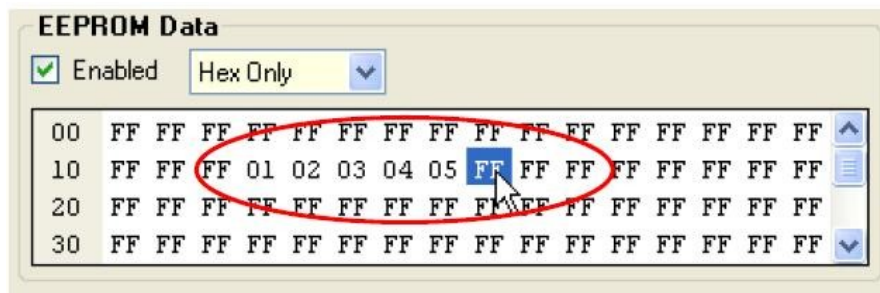 EEPROM Data
Enabled Hex Only
00 FF FF FF FF FF FF FF FF FF FF FF FF FF FF FF FF
10 FF FF FF 01 02 03 04 05 FF FF FF FF FF FF FF FF
20 FF FF FF FF FF FF FF FF FF FF FF FF FF FF FF FF
30 FF FF FF FF FF FF FF FF FF FF FF FF FF FF FF FF